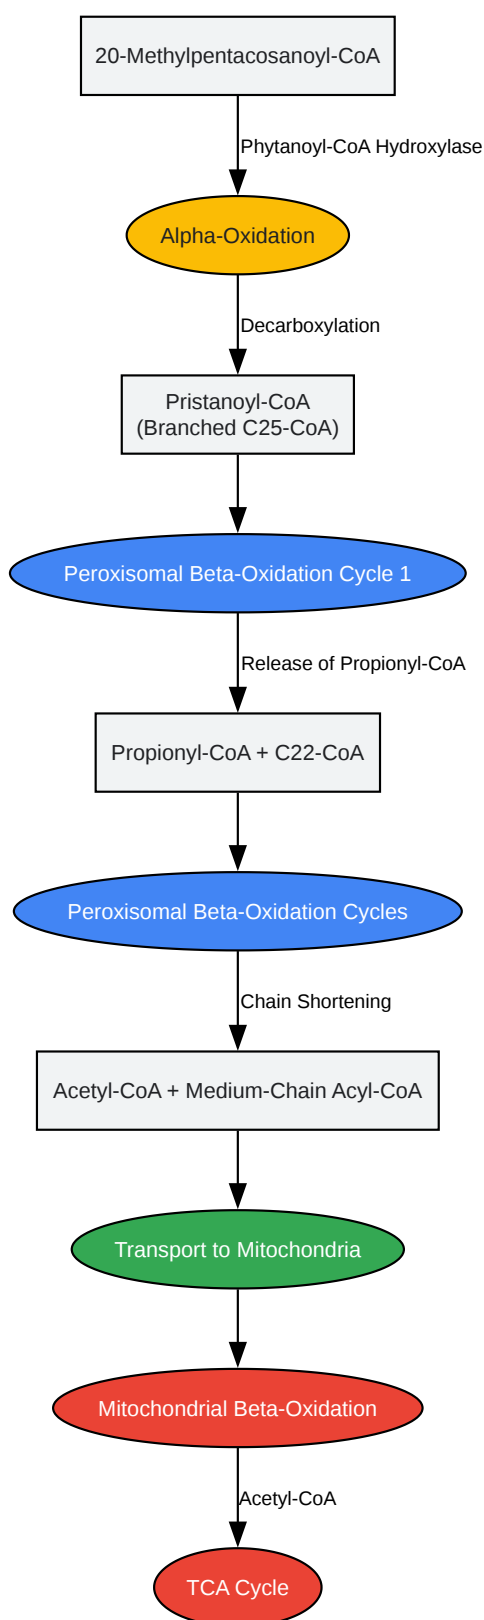 20-Methylpentacosanoyl-CoA
Phytanoyl-CoA Hydroxylase
Alpha-Oxidation
Decarboxylation
Pristanoyl-CoA
(Branched C25-CoA)
Peroxisomal Beta-Oxidation Cycle 1
Release of Propionyl-CoA
Propionyl-CoA + C22-CoA
Peroxisomal Beta-Oxidation Cycles
Chain Shortening
Acetyl-CoA + Medium-Chain Acyl-CoA
Transport to Mitochondria
Mitochondrial Beta-Oxidation
Acetyl-CoA
TCA Cycle